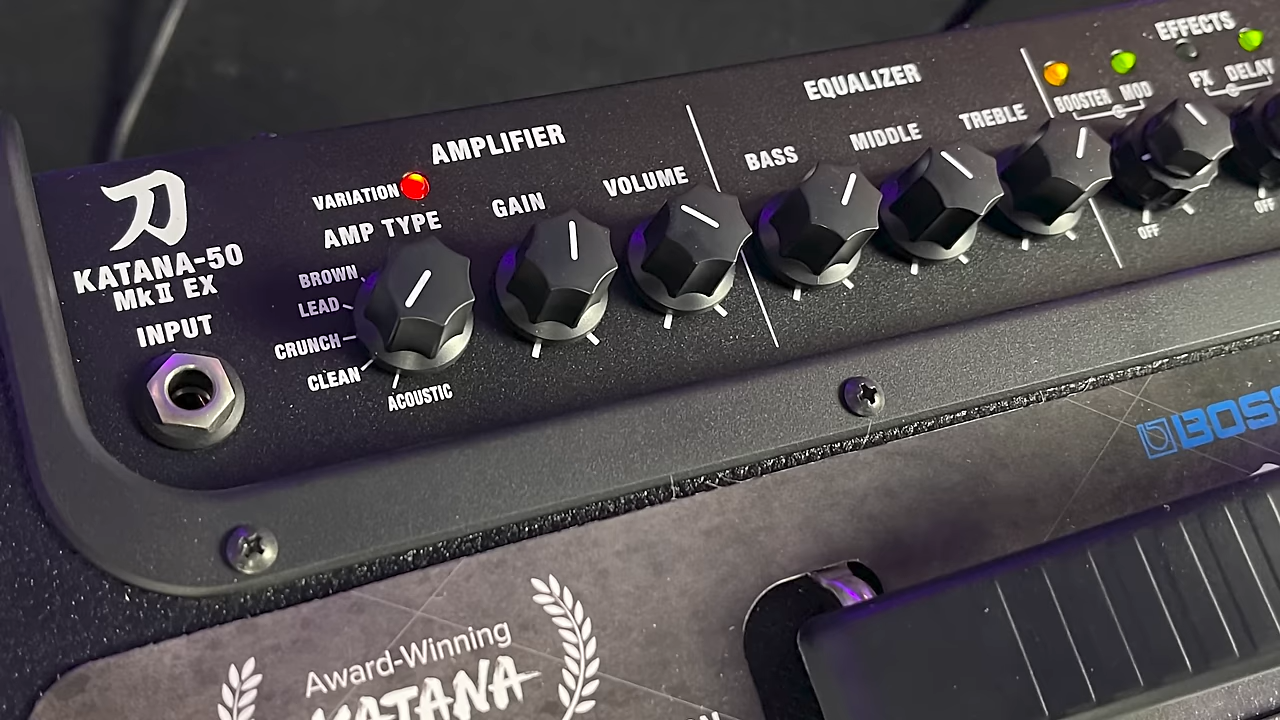 刀
KATANA-50
MkⅡ EX
INPUT
AMPLIFIER
VARIATION
AMP TYPE
BROWN
LEAD
CRUNCH
CLEAN
ACOUSTIC
GAIN
VOLUME
EQUALIZER
BASS
MIDDLE
TREBLE
EFFECTS
BOOSTER MOD
FX DELAY
OFF
OFF
BOSS
Award-Winning
KATANA